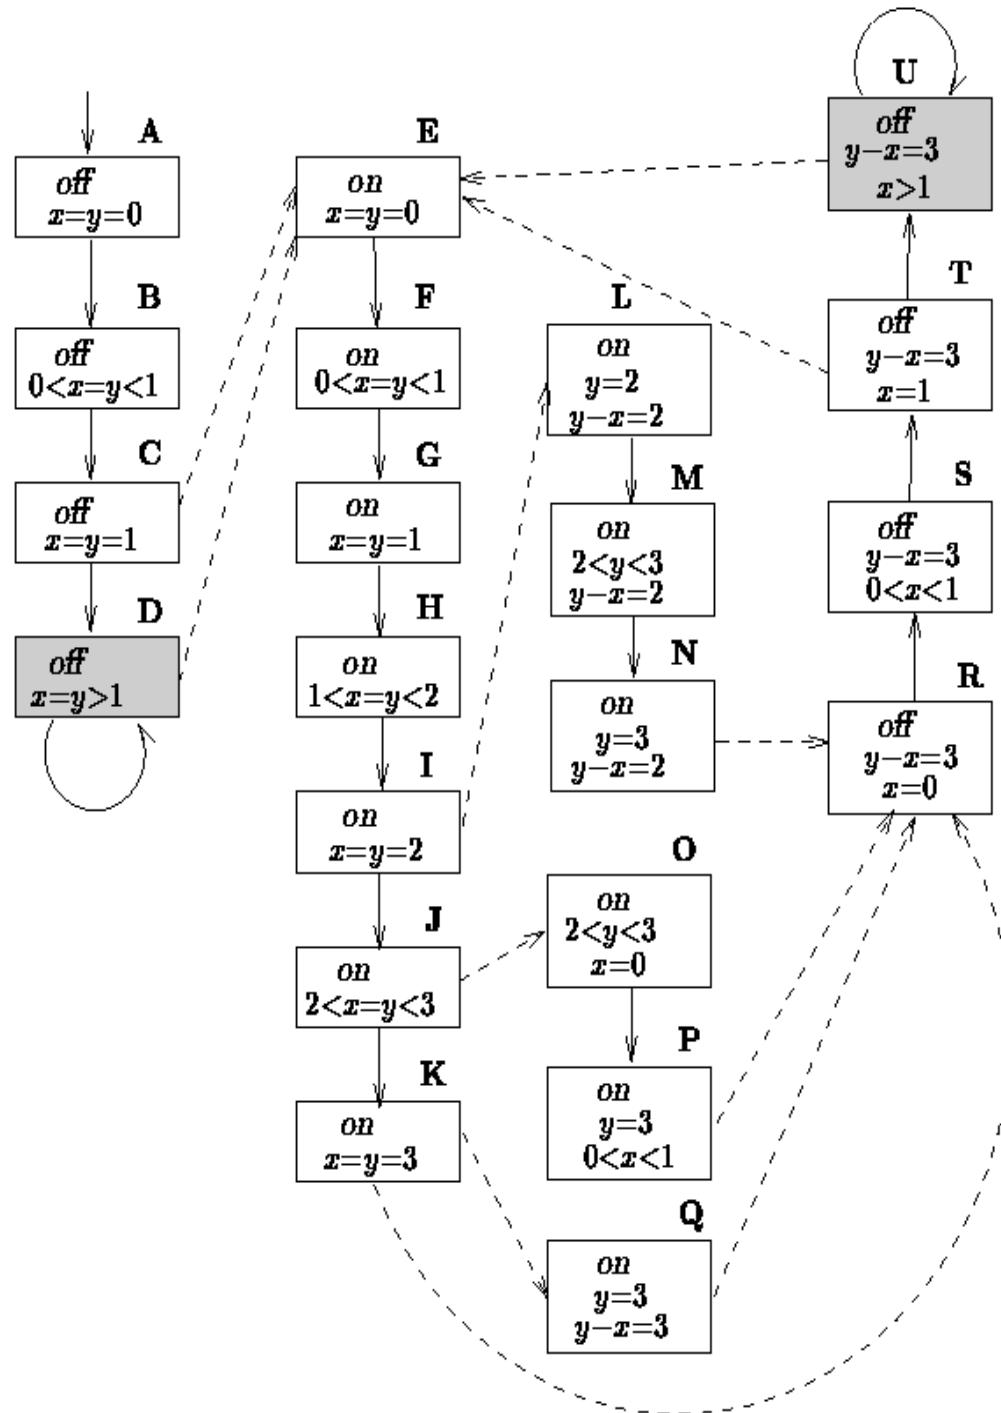 A
off
x=y=0
B
off
0<x=y<1
C
off
x=y=1
D
off
x=y>1
E
on
x=y=0
F
on
0<x=y<1
G
on
x=y=1
H
on
1<x=y<2
I
on
x=y=2
J
on
2<x=y<3
K
on
x=y=3
L
on
y=2
y−x=2
M
on
2<y<3
y−x=2
N
on
y=3
y−x=2
O
on
2<y<3
x=0
P
on
y=3
0<x<1
Q
on
y=3
y−x=3
R
off
y−x=3
x=0
S
off
y−x=3
0<x<1
T
off
y−x=3
x=1
U
off
y−x=3
x>1